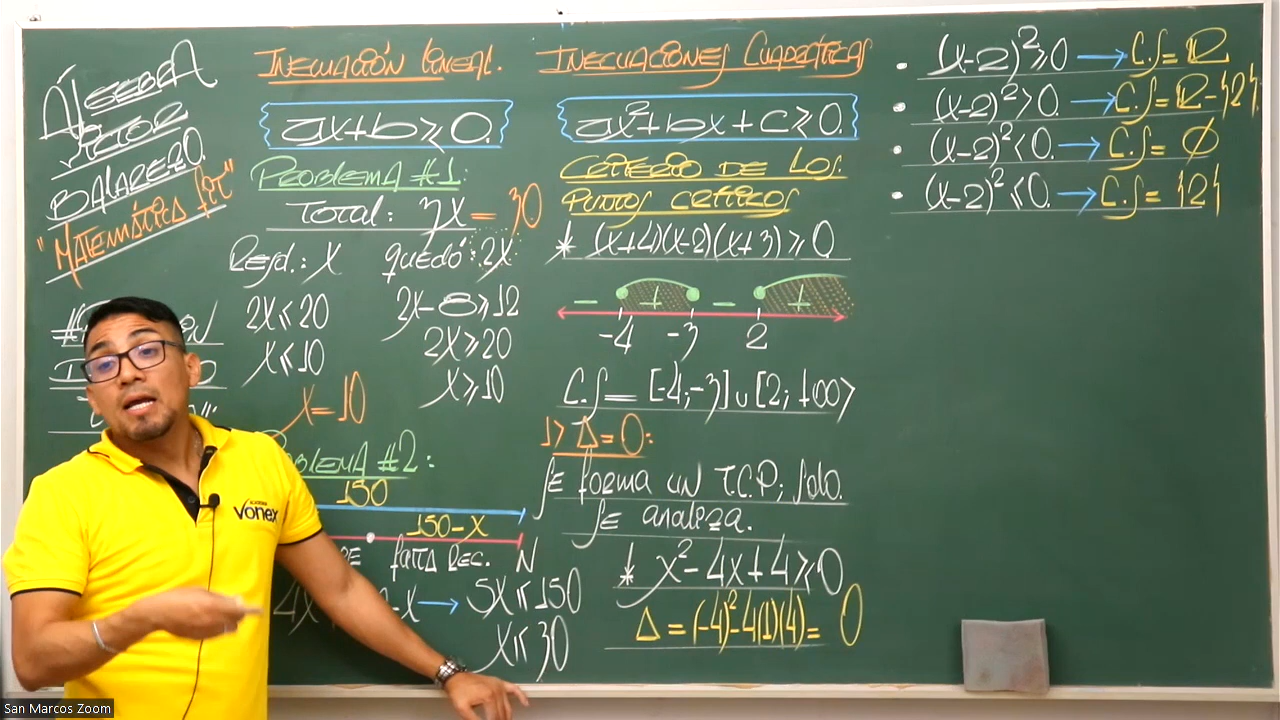 ÁLGEBRA
VÍCTOR
BALAREZO.
"MATEMÁTICA FIT"
INECUACIÓN LINEAL.
ax+b⩾0.
PROBLEMA #1:
TOTAL: 3x = 30
Resd.: x quedó: 2x
2x⩽20 2x-8⩾12
x⩽10 2x⩾20
x⩾10
x=10
PROBLEMA #2:
150
150-x
falta Rec. N
5x⩽150
x⩽30
INECUACIONES CUADRÁTICAS
ax²+bx+c⩾0.
CRITERIO DE LOS
PUNTOS CRÍTICOS
* (x+4)(x-2)(x+3)⩾0
- + - +
-4 -3 2
C.S = [-4;-3]∪[2;+∞⟩
1> Δ=0:
SE FORMA UN T.C.P; SOLO
SE ANALIZA.
* x²-4x+4⩾0
Δ=(-4)²-4(1)(4)= 0
• (x-2)²⩾0 → C.S= ℝ
• (x-2)²>0. → C.S= ℝ-{2}.
• (x-2)²<0. → C.S= ∅
• (x-2)²⩽0. → C.S= {2}
ACADEMIA
VONEX
San Marcos Zoom